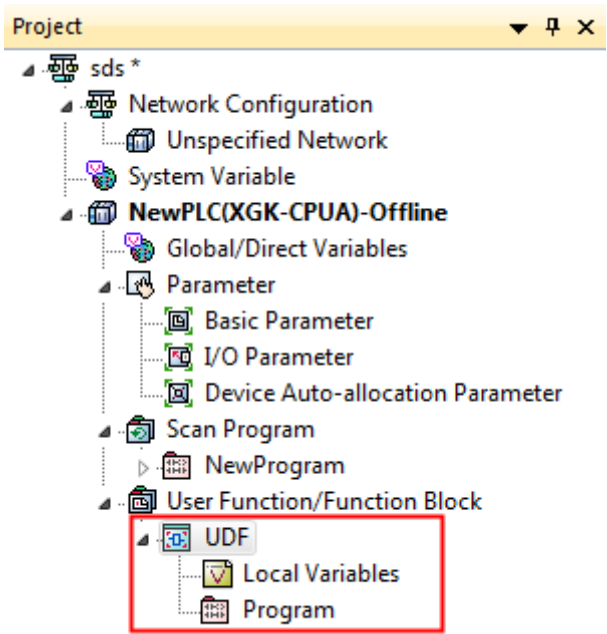 Project
sds *
Network Configuration
Unspecified Network
System Variable
NewPLC(XGK-CPUA)-Offline
Global/Direct Variables
Parameter
Basic Parameter
I/O Parameter
Device Auto-allocation Parameter
Scan Program
NewProgram
User Function/Function Block
UDF
Local Variables
Program